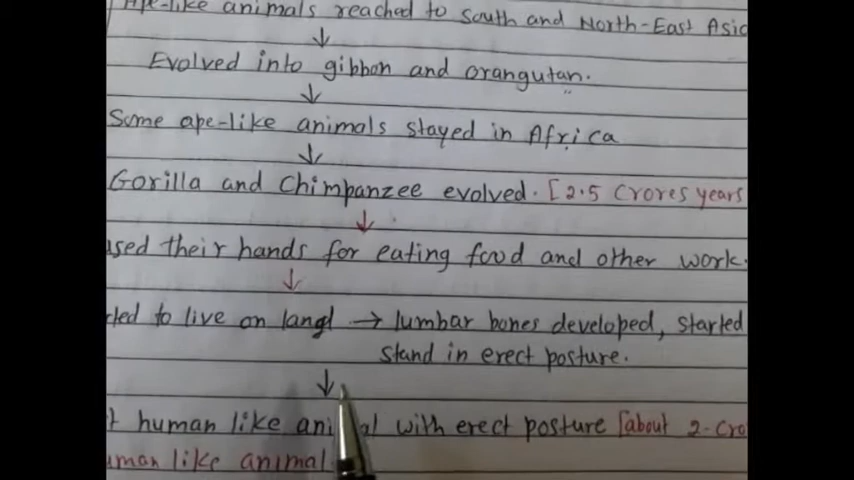 Ape-like animals reached to South and North-East Asia
↓
Evolved into gibbon and orangutan.
↓
Some ape-like animals stayed in Africa
↓
Gorilla and Chimpanzee evolved. [2.5 Crores years
↓
used their hands for eating food and other work.
↓
to live on langl → lumbar bones developed, started
stand in erect posture.
↓
human like animal with erect posture [about 2-Cro
uman like animal